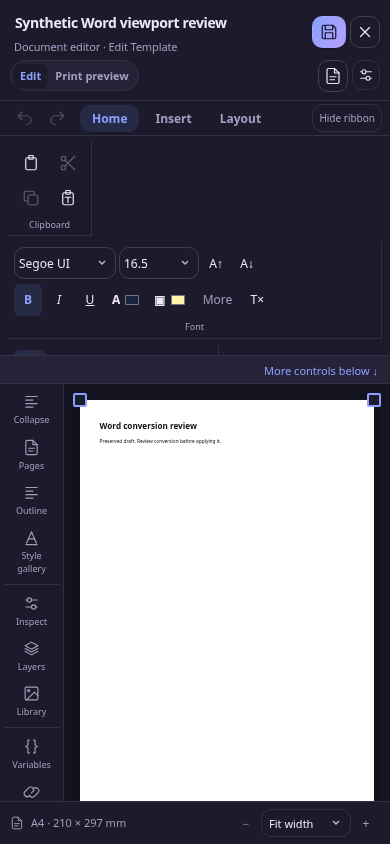 Synthetic Word viewport review
Document editor · Edit Template
Edit Print preview
Home Insert Layout Hide ribbon
Clipboard
Segoe UI 16.5 A↑ A↓
B I U A More T×
Font
More controls below ↓
Collapse
Pages
Outline
Style
gallery
Inspect
Layers
Library
{ }
Variables
Word conversion review
Preserved draft. Review conversion before applying it.
A4 · 210 × 297 mm − Fit width +